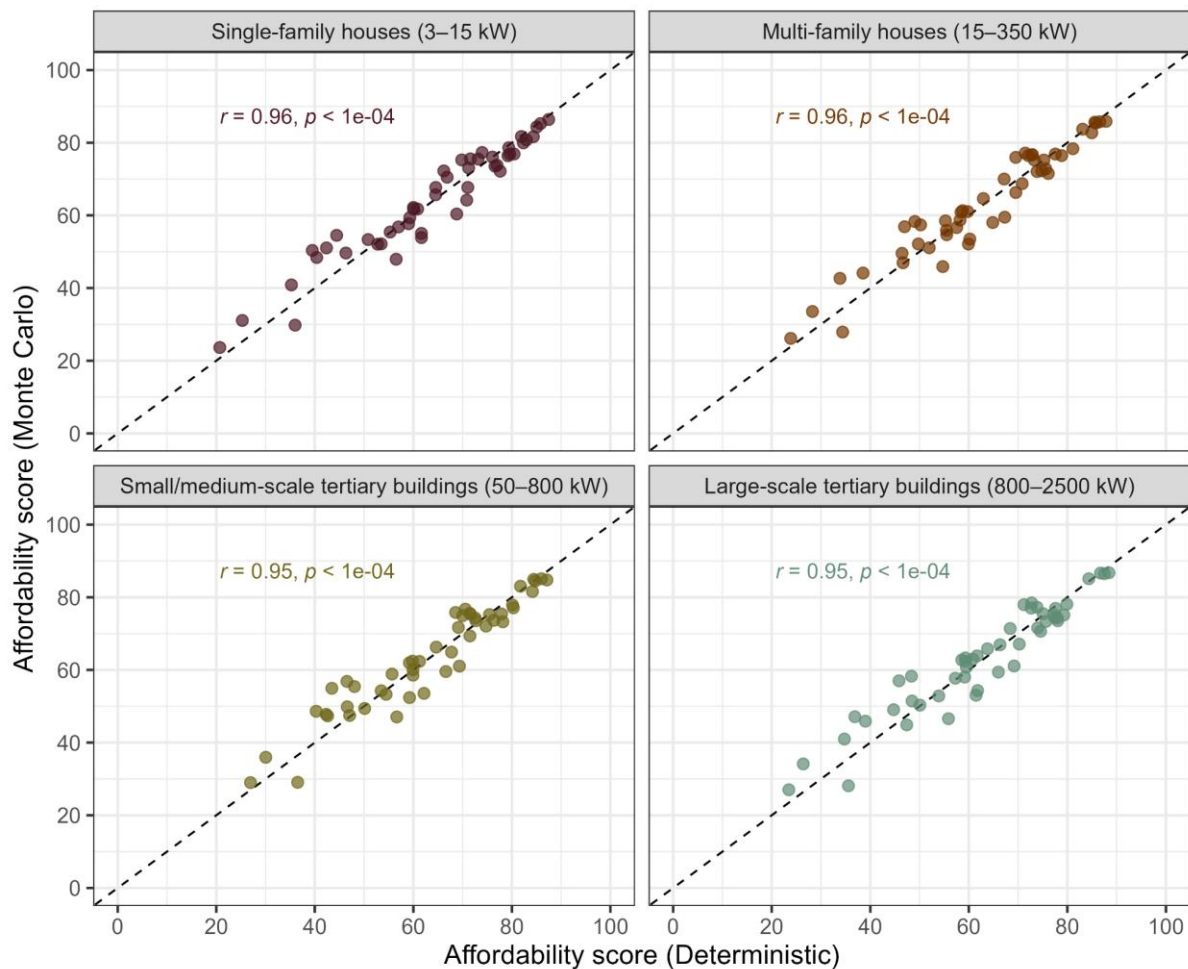 Single-family houses (3–15 kW)
Multi-family houses (15–350 kW)
100
80
60
40
20
0
r = 0.96, p < 1e-04
r = 0.96, p < 1e-04
Affordability score (Monte Carlo)
Small/medium-scale tertiary buildings (50–800 kW)
Large-scale tertiary buildings (800–2500 kW)
100
80
60
40
20
0
r = 0.95, p < 1e-04
r = 0.95, p < 1e-04
0 20 40 60 80 100
0 20 40 60 80 100
Affordability score (Deterministic)